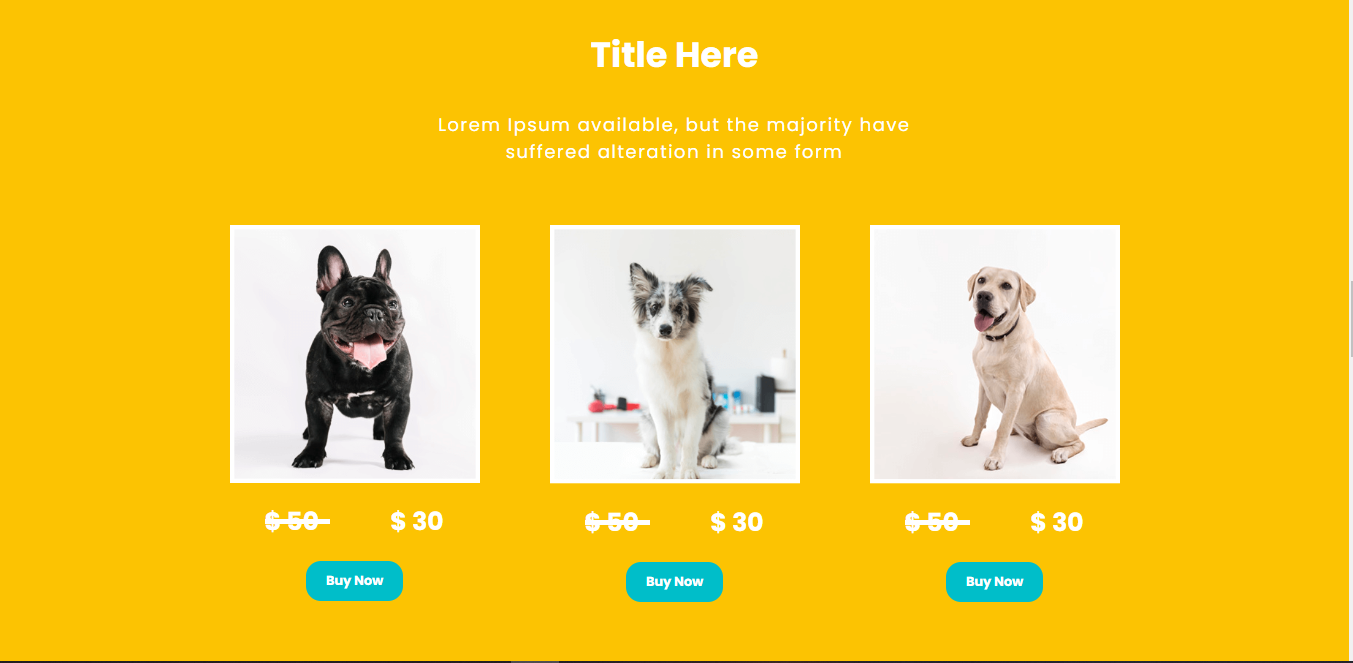 Title Here
Lorem Ipsum available, but the majority have
suffered alteration in some form
$ 50 $ 30
$ 50 $ 30
$ 50 $ 30
Buy Now
Buy Now
Buy Now